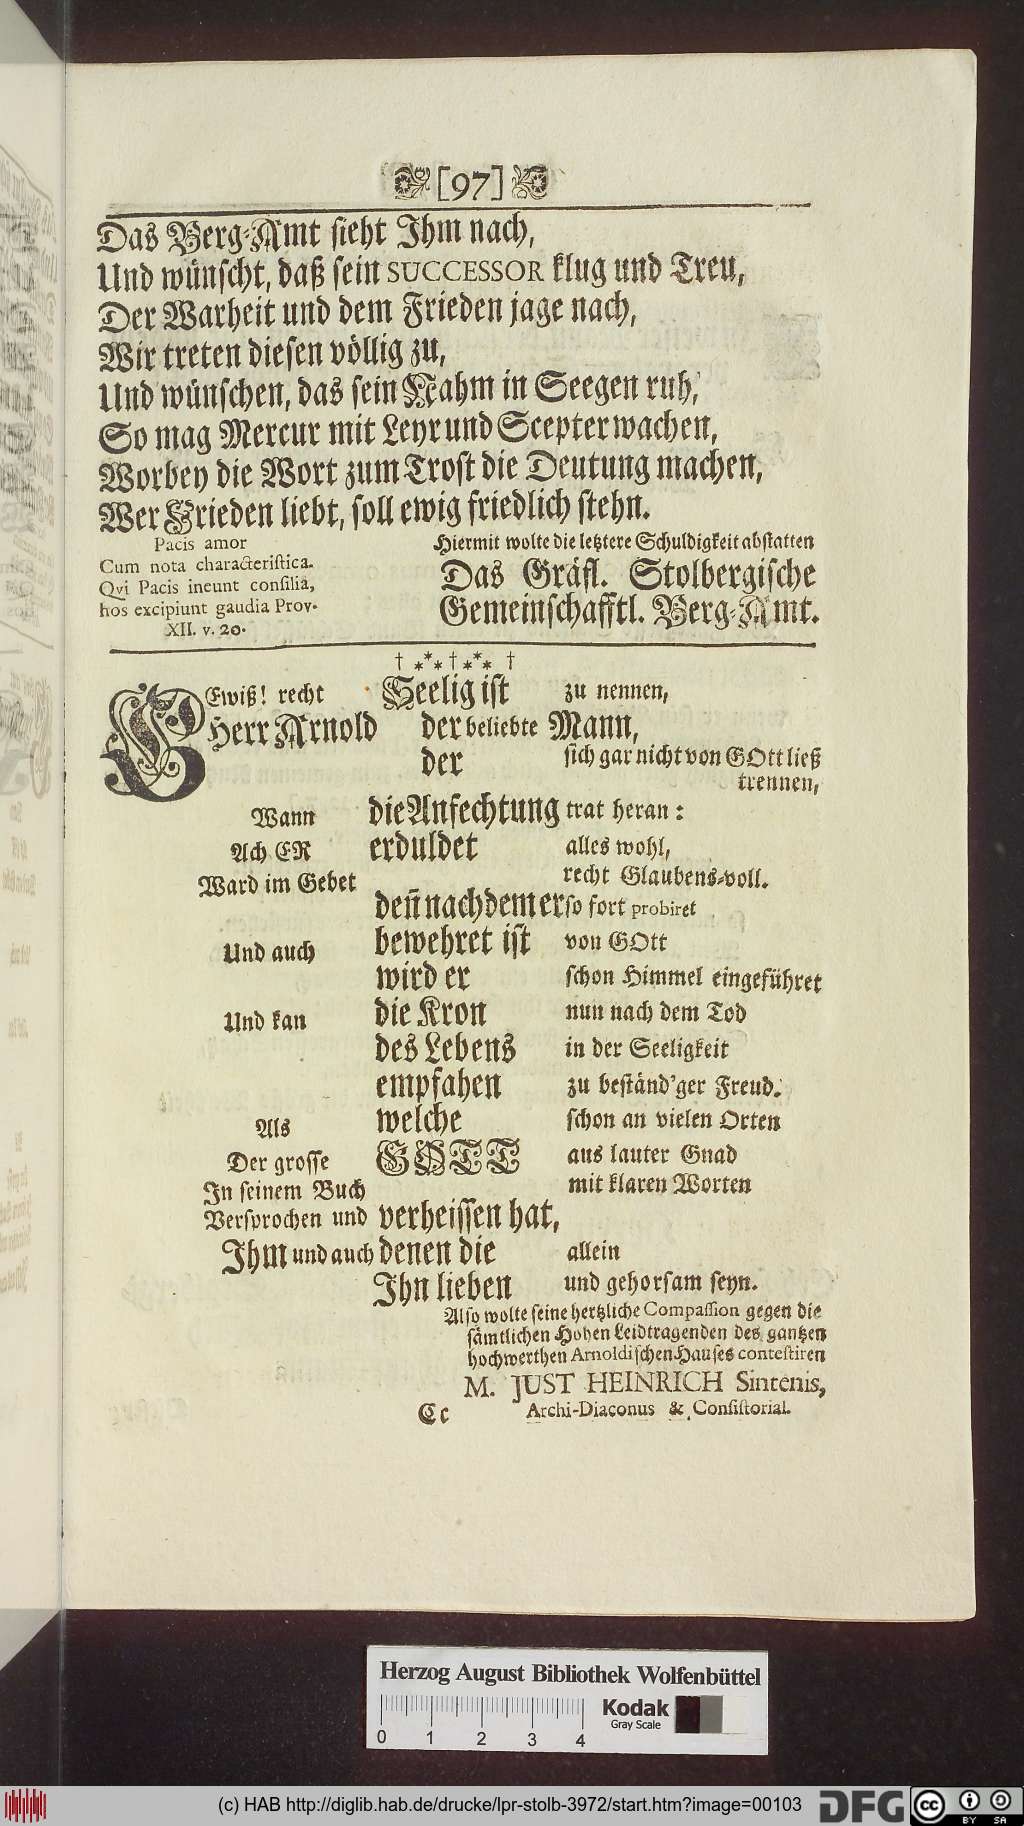 [97]
Das Berg-Amt sieht Ihm nach,
Und wünscht, daß sein SUCCESSOR klug und Treu,
Der Warheit und dem Frieden jage nach,
Wir treten diesen völlig zu,
Und wünschen, das sein Nahm in Seegen ruh,
So mag Mercur mit Leyr und Scepter wachen,
Worbey die Wort zum Trost die Deutung machen,
Wer Frieden liebt, soll ewig friedlich stehn.
Pacis amor
Cum nota characteristica.
Qvi Pacis ineunt consilia,
hos excipiunt gaudia Prov.
XII. v. 20.
Hiermit wolte die letztere Schuldigkeit abstatten
Das Gräfl. Stolbergische
Gemeinschafftl. Berg-Amt.
† *** † *** †
GEwiß! recht Seelig ist zu nennen,
Herr Arnold der beliebte Mann,
der sich gar nicht von GOtt ließ
trennen,
Wann die Anfechtung trat heran:
Ach ER erduldet alles wohl,
Ward im Gebet recht Glaubens-voll.
den̄ nachdem er so fort probiret
Und auch bewehret ist von GOtt
wird er schon Himmel eingeführet
Und kan die Kron nun nach dem Tod
des Lebens in der Seeligkeit
empfahen zu beständ'ger Freud.
Als welche schon an vielen Orten
Der grosse GOTT aus lauter Gnad
In seinem Buch mit klaren Worten
Versprochen und verheissen hat,
Ihm und auch denen die allein
Ihn lieben und gehorsam seyn.
Also wolte seine hertzliche Compassion gegen die
sämtlichen Hohen Leidtragenden des gantzen
hochwerthen Arnoldischen Hauses contestiren
M. JUST HEINRICH Sintenis,
Archi-Diaconus & Consistorial.
Cc
Herzog August Bibliothek Wolfenbüttel
0 1 2 3 4
Kodak
Gray Scale
(c) HAB http://diglib.hab.de/drucke/lpr-stolb-3972/start.htm?image=00103
DFG
cc
BY SA